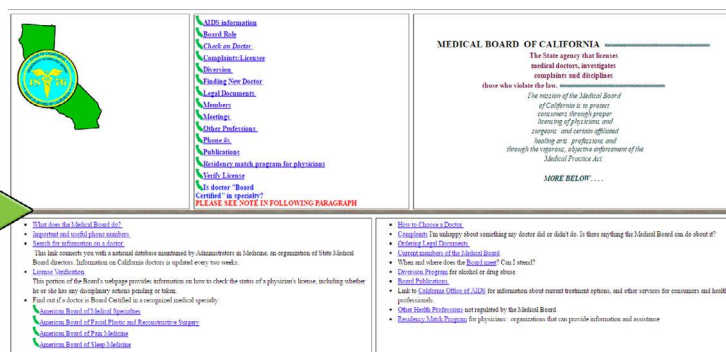 AIDS information
Board Role
Check on Doctor
Complaints:Licensee
Diversion
Finding New Doctor
Legal Documents
Members
Meetings
Other Professions
Phone #s
Publications
Residency match program for physicians
Verify License
Is doctor "Board
Certified" in specialty?
PLEASE SEE NOTE IN FOLLOWING PARAGRAPH
MEDICAL BOARD OF CALIFORNIA
The State agency that licenses
medical doctors, investigates
complaints and disciplines
those who violate the law.
The mission of the Medical Board
of California is to protect
consumers through proper
licensing of physicians and
surgeons and certain affiliated
healing arts professions and
through the vigorous, objective enforcement of the
Medical Practice Act.
MORE BELOW . . . .
What does the Medical Board do?
Important and useful phone numbers
Search for information on a doctor.
This link connects you with a national database maintained by Administrators in Medicine, an organization of State Medical
Board directors. Information on California doctors is updated every two weeks.
License Verification
This portion of the Board's webpage provides information on how to check the status of a physician's license, including whether
he or she has any disciplinary actions pending or taken.
Find out if a doctor is Board Certified in a recognized medical specialty:
American Board of Medical Specialties
American Board of Facial Plastic and Reconstructive Surgery
American Board of Pain Medicine
American Board of Sleep Medicine
How to Choose a Doctor
Complaints I'm unhappy about something my doctor did or didn't do. Is there anything the Medical Board can do about it?
Ordering Legal Documents
Current members of the Medical Board
When and where does the Board meet? Can I attend?
Diversion Program for alcohol or drug abuse
Board Publications
Link to California Office of AIDS for information about current treatment options, and other services for consumers and health
professionals.
Other Health Professions not regulated by the Medical Board
Residency Match Program for physicians: organizations that can provide information and assistance